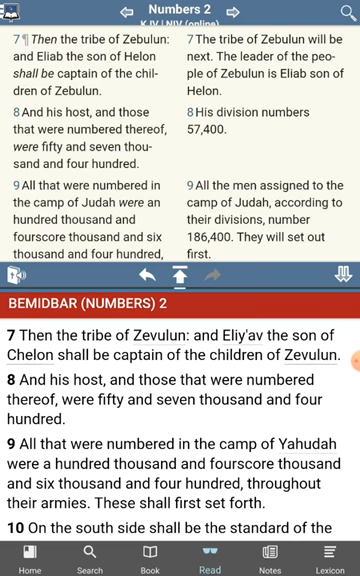 Numbers 2
KJV | NIV (online)
7 ¶ Then the tribe of Zebulun:
and Eliab the son of Helon
shall be captain of the chil-
dren of Zebulun.
8 And his host, and those
that were numbered thereof,
were fifty and seven thou-
sand and four hundred.
9 All that were numbered in
the camp of Judah were an
hundred thousand and
fourscore thousand and six
thousand and four hundred,
7 The tribe of Zebulun will be
next. The leader of the peo-
ple of Zebulun is Eliab son of
Helon.
8 His division numbers
57,400.
9 All the men assigned to the
camp of Judah, according to
their divisions, number
186,400. They will set out
first.
BEMIDBAR (NUMBERS) 2
7 Then the tribe of Zevulun: and Eliy'av the son of
Chelon shall be captain of the children of Zevulun.
8 And his host, and those that were numbered
thereof, were fifty and seven thousand and four
hundred.
9 All that were numbered in the camp of Yahudah
were a hundred thousand and fourscore thousand
and six thousand and four hundred, throughout
their armies. These shall first set forth.
10 On the south side shall be the standard of the
Home
Search
Book
Read
Notes
Lexicon